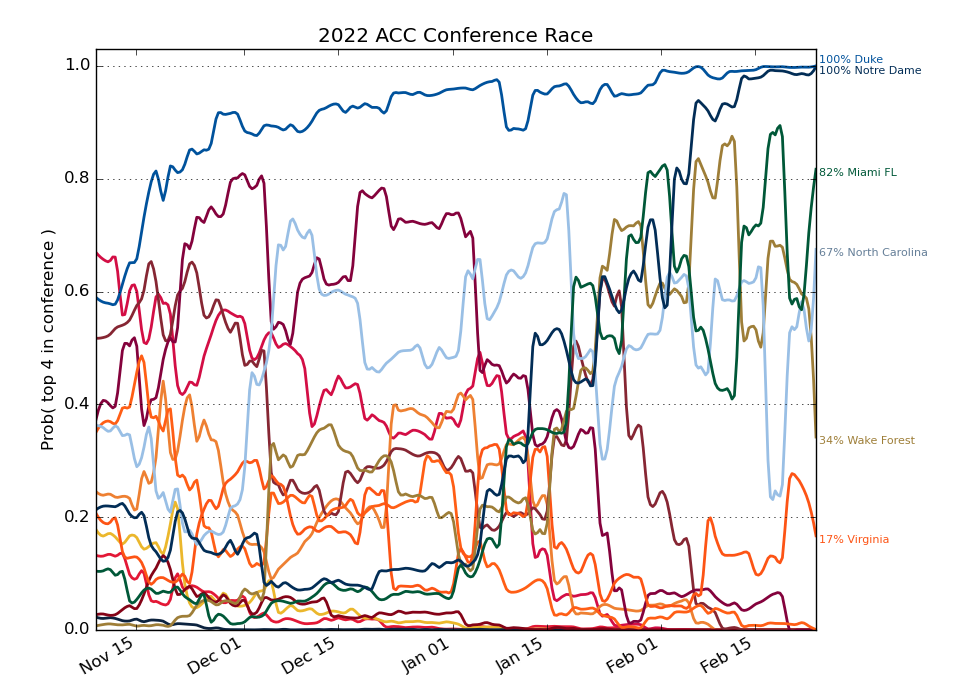 2022 ACC Conference Race
Prob( top 4 in conference )
1.0
0.8
0.6
0.4
0.2
0.0
Nov 15
Dec 01
Dec 15
Jan 01
Jan 15
Feb 01
Feb 15
100% Duke
100% Notre Dame
82% Miami FL
67% North Carolina
34% Wake Forest
17% Virginia